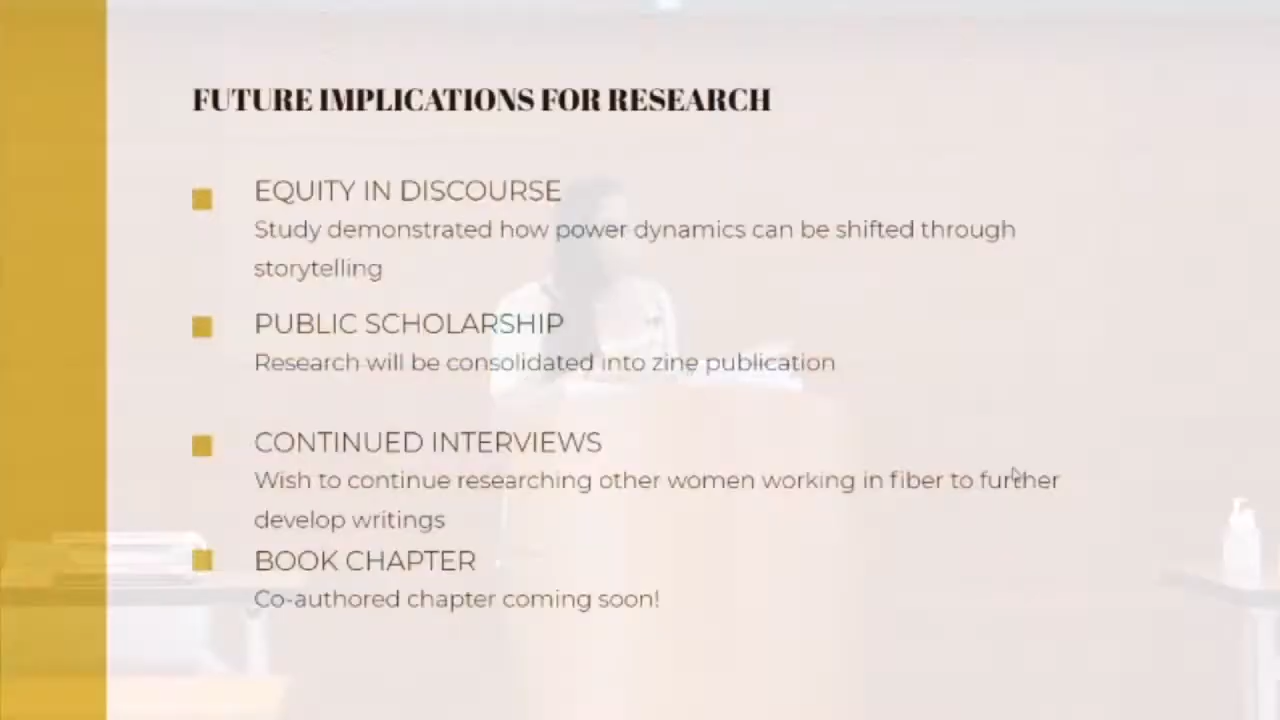 FUTURE IMPLICATIONS FOR RESEARCH
EQUITY IN DISCOURSE
Study demonstrated how power dynamics can be shifted through
storytelling
PUBLIC SCHOLARSHIP
Research will be consolidated into zine publication
CONTINUED INTERVIEWS
Wish to continue researching other women working in fiber to further
develop writings
BOOK CHAPTER
Co-authored chapter coming soon!